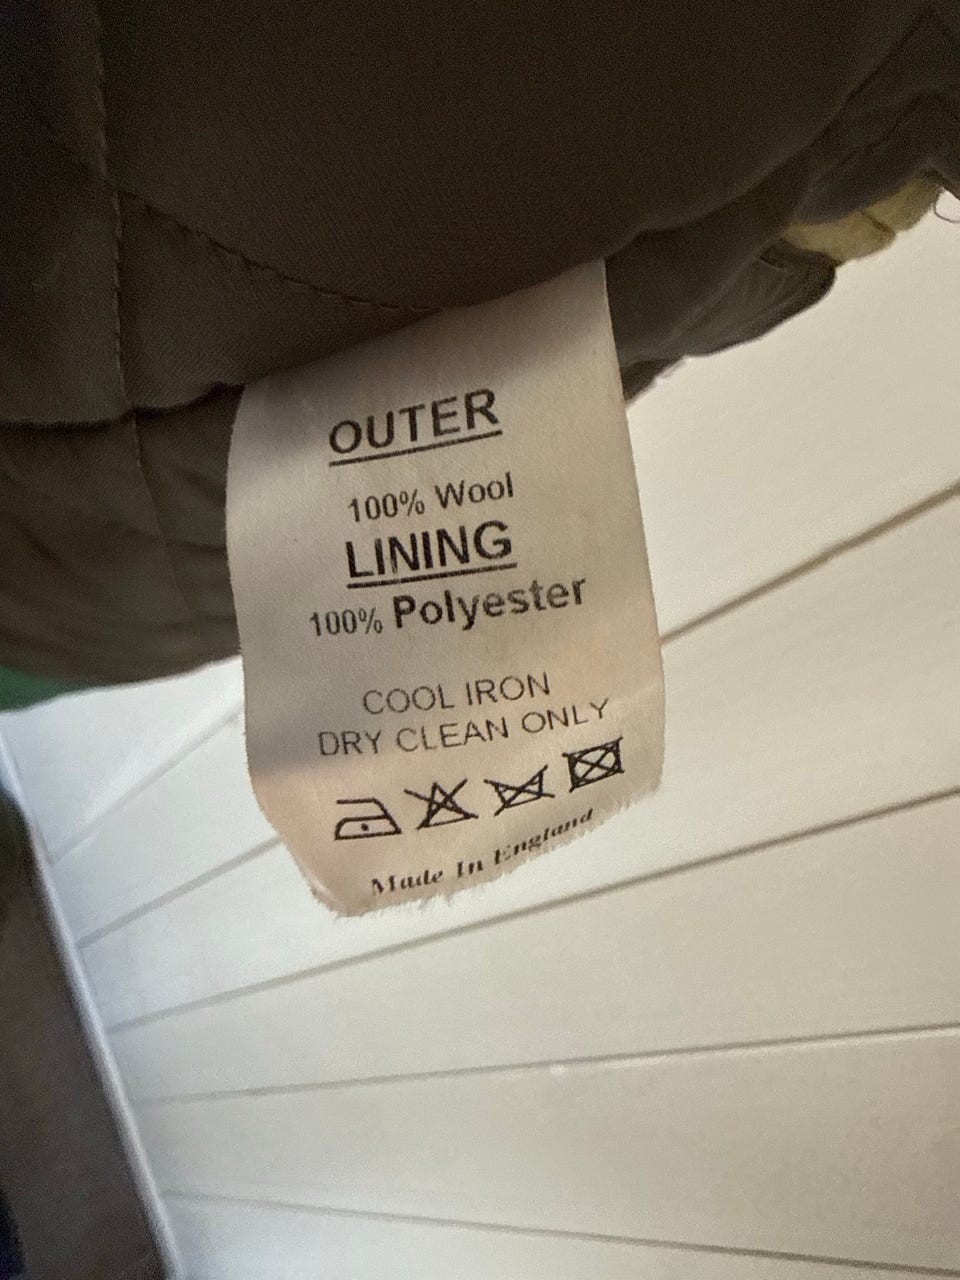 OUTER
100% Wool
LINING
100% Polyester
COOL IRON
DRY CLEAN ONLY
Made In England